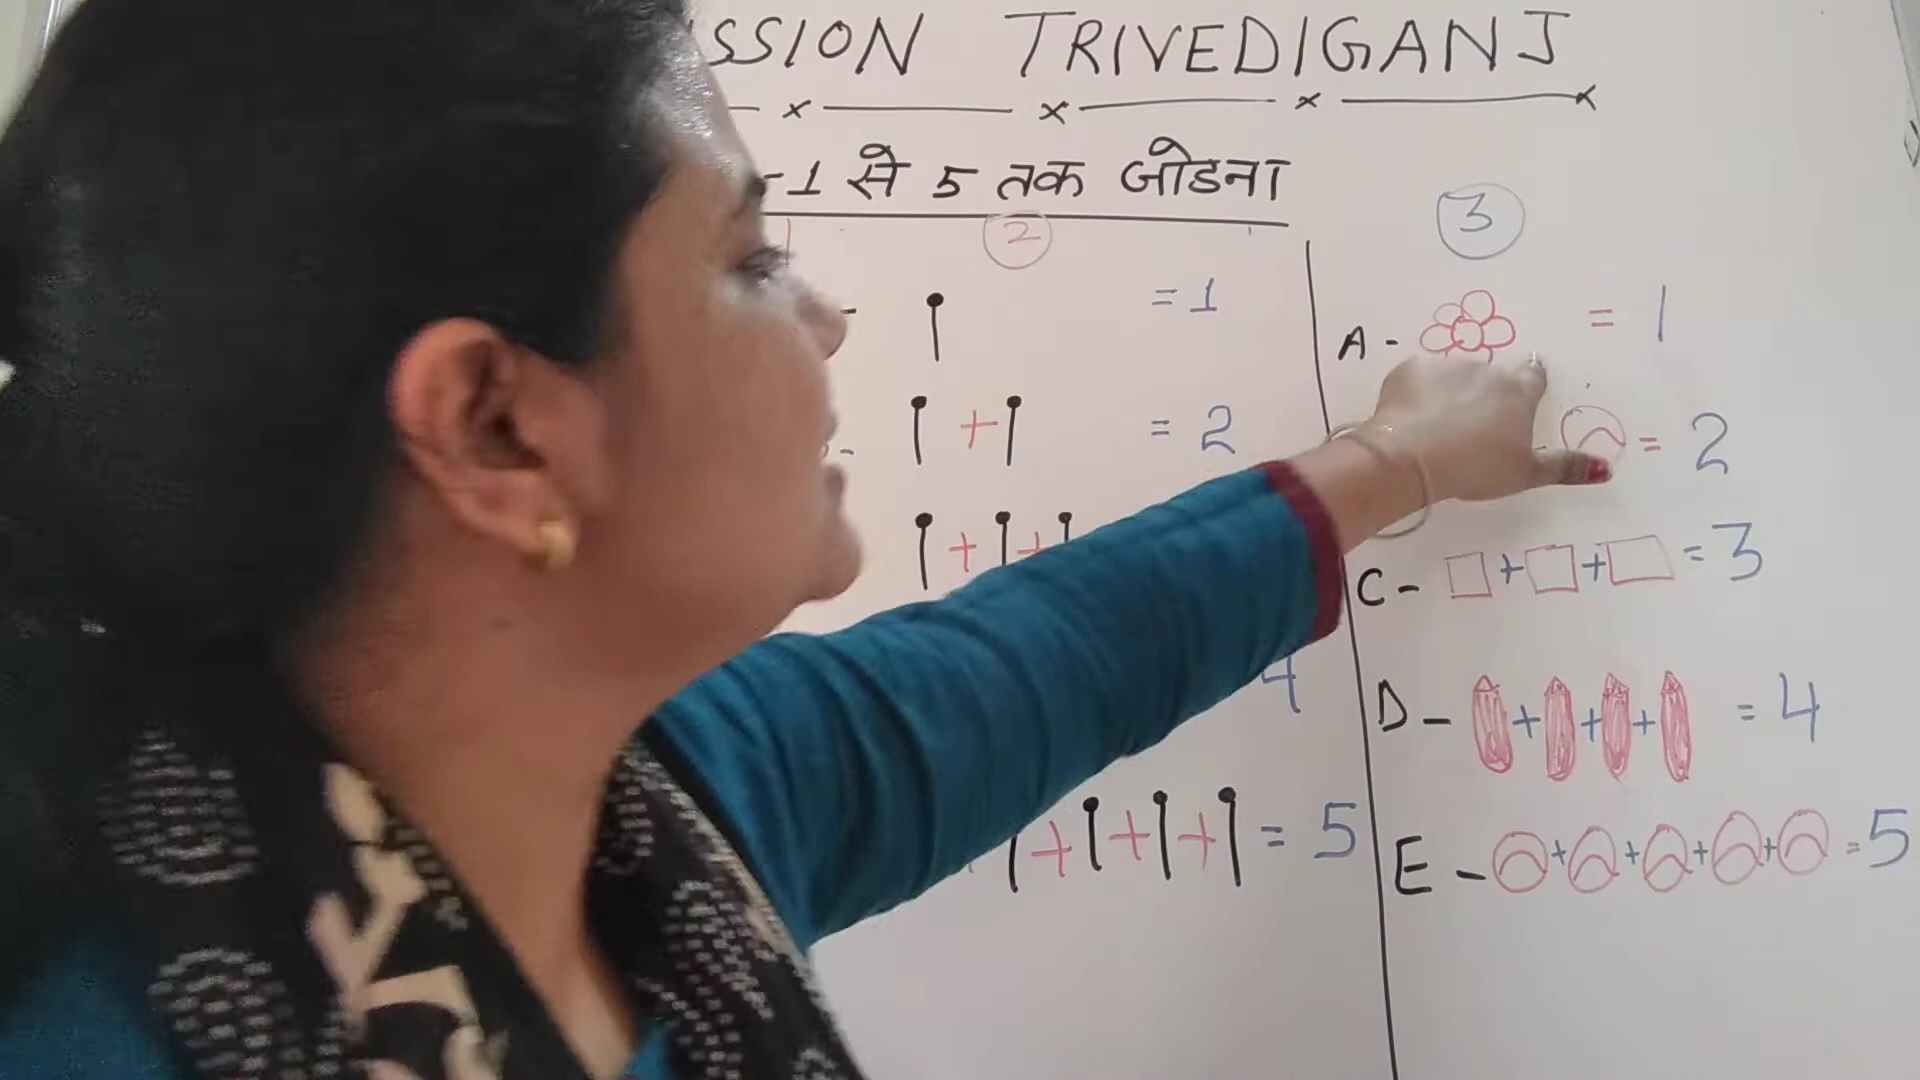 SSION TRIVEDIGANJ
-1 से 5 तक जोडना
2
= 1
+ = 2
+ +
4
+ + + = 5
3
A - = 1
= 2
C - + + = 3
D - + + + = 4
E - + + + + = 5